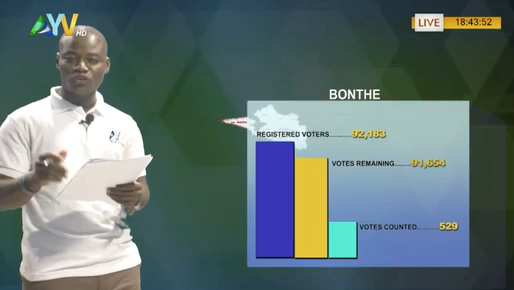 AYV
HD
LIVE 18:43:52
BONTHE
REGISTERED VOTERS..........92,183
VOTES REMAINING.......91,654
VOTES COUNTED..........529